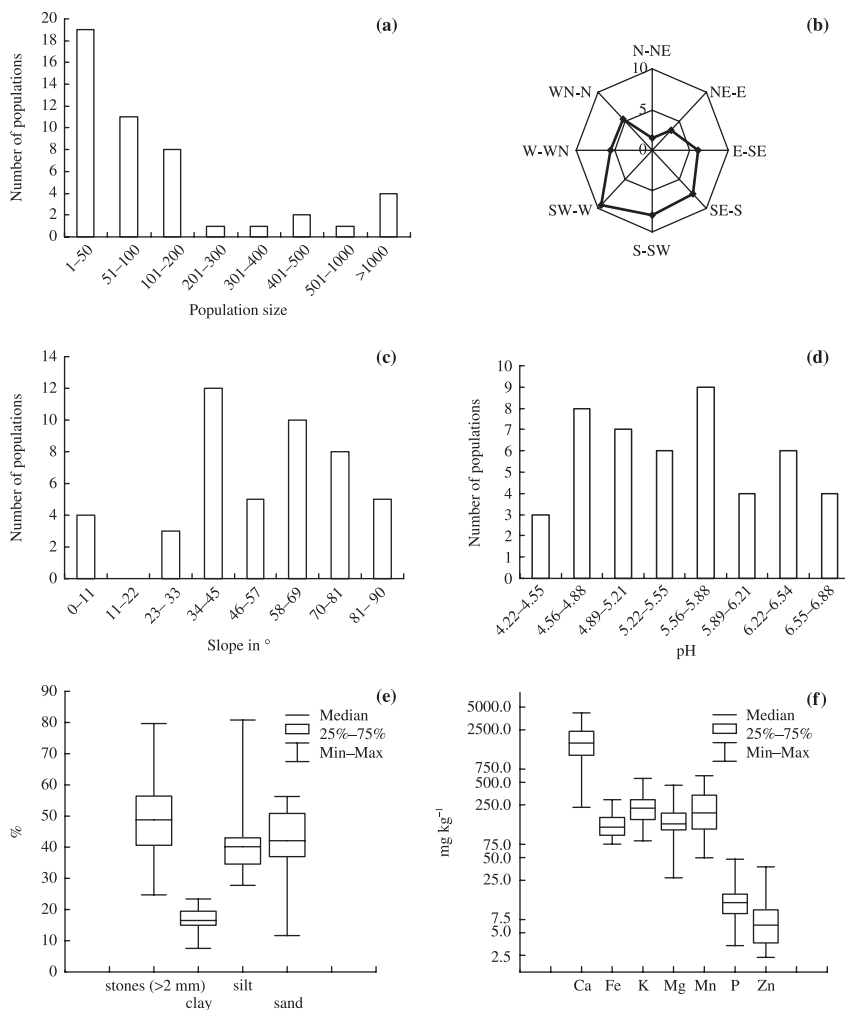 (a)
Number of populations
20
18
16
14
12
10
8
6
4
2
0
1–50
51–100
101–200
201–300
301–400
401–500
501–1000
>1000
Population size
(b)
N-NE
10
WN-N
NE-E
5
W-WN
0
E-SE
SW-W
SE-S
S-SW
(c)
Number of populations
14
12
10
8
6
4
2
0
0–11
11–22
23– 33
34–45
46–57
58–69
70–81
81– 90
Slope in °
(d)
Number of populations
10
9
8
7
6
5
4
3
2
1
0
4.22–4.55
4.56–4.88
4.89–5.21
5.22–5.55
5.56–5.88
5.89–6.21
6.22–6.54
6.55–6.88
pH
(e)
Median
25%–75%
Min–Max
%
90
80
70
60
50
40
30
20
10
0
stones (>2 mm)
clay
silt
sand
(f)
Median
25%–75%
Min–Max
mg kg⁻¹
5000.0
2500.0
750.0
500.0
250.0
75.0
50.0
25.0
7.5
5.0
2.5
Ca Fe K Mg Mn P Zn